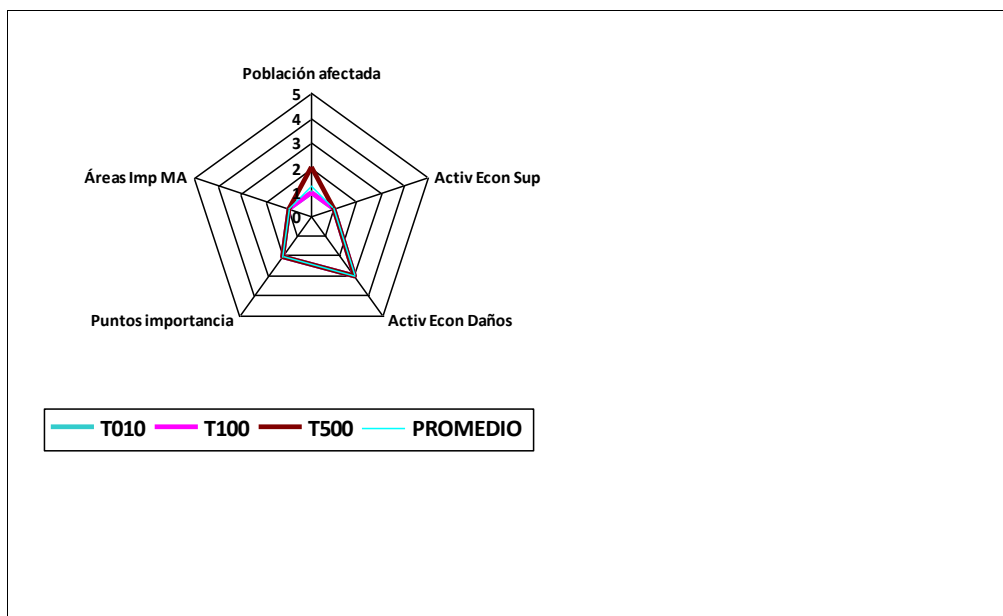 Población afectada
5
4
3
2
1
0
Áreas Imp MA
Activ Econ Sup
Puntos importancia
Activ Econ Daños
T010 T100 T500 PROMEDIO